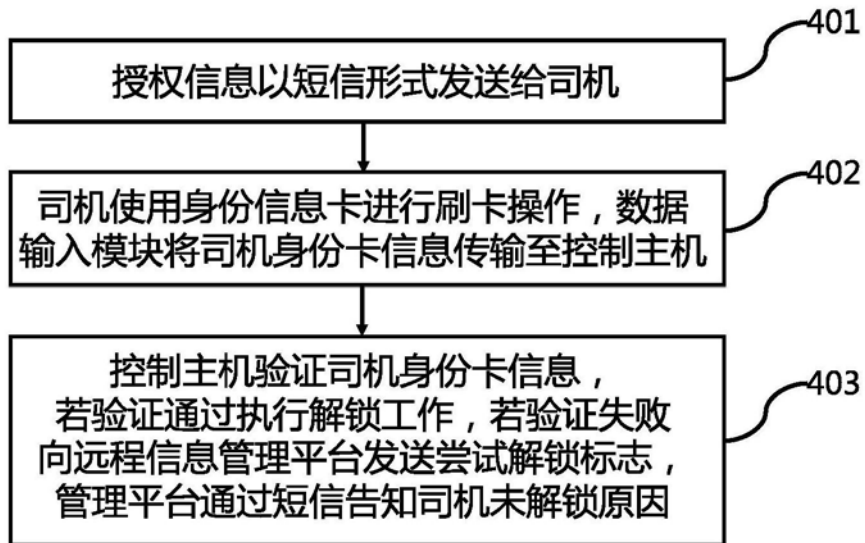 401
授权信息以短信形式发送给司机
402
司机使用身份信息卡进行刷卡操作，数据
输入模块将司机身份卡信息传输至控制主机
403
控制主机验证司机身份卡信息，
若验证通过执行解锁工作，若验证失败
向远程信息管理平台发送尝试解锁标志，
管理平台通过短信告知司机未解锁原因